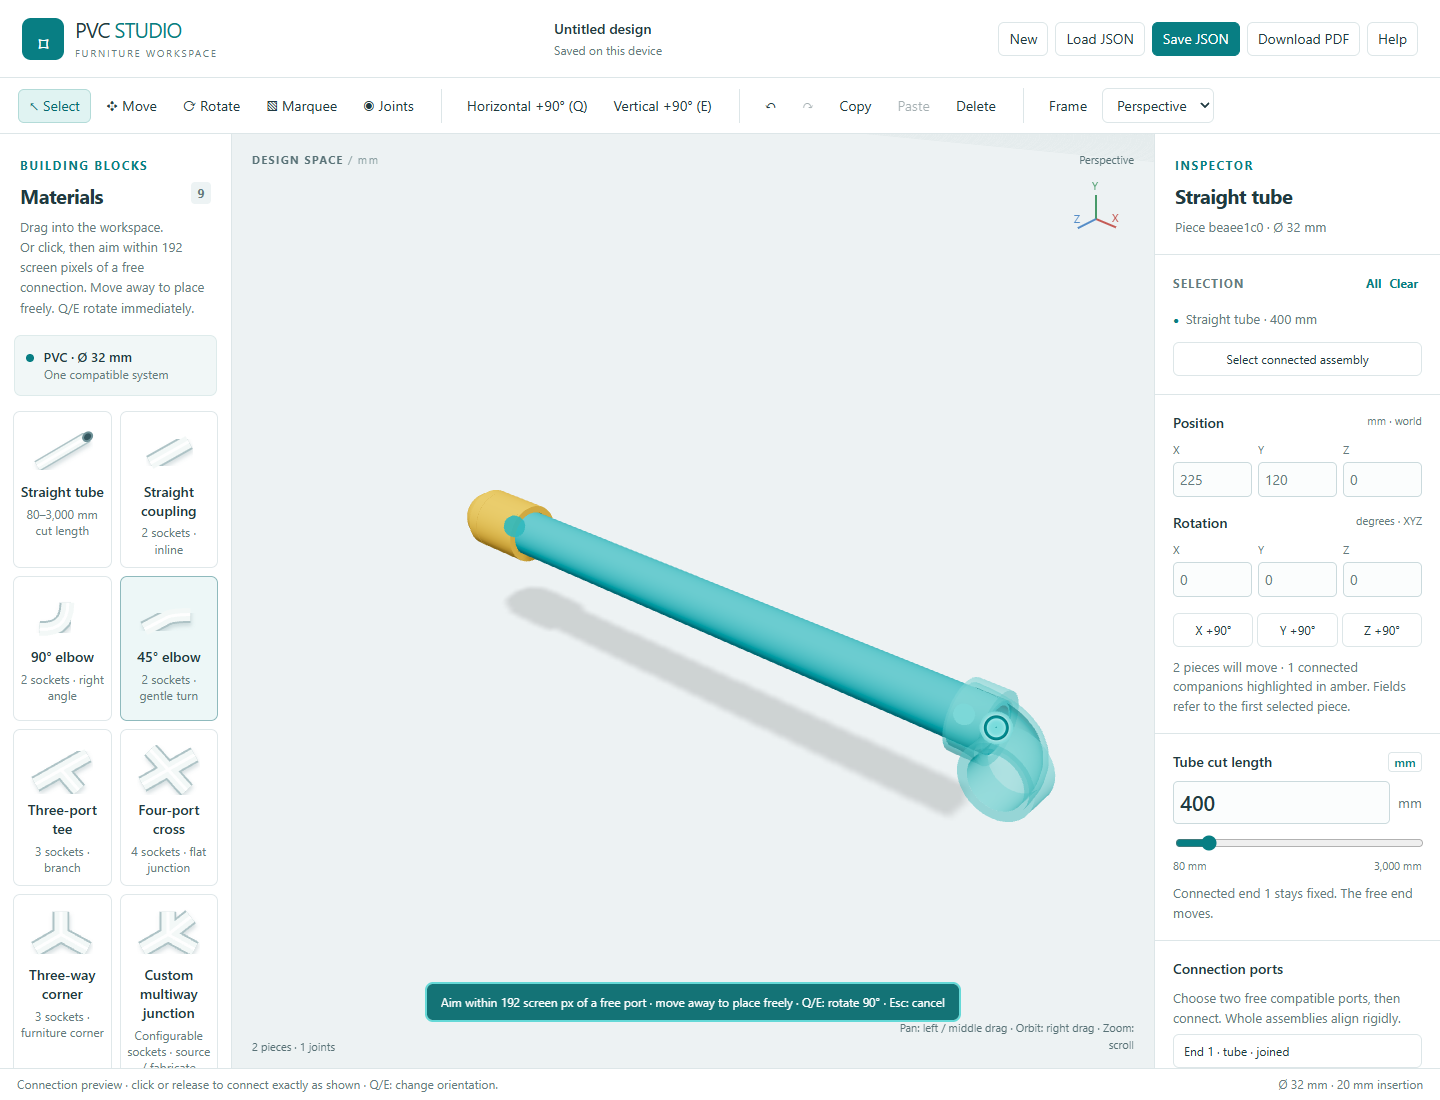 PVC STUDIO
FURNITURE WORKSPACE
Untitled design
Saved on this device
New
Load JSON
Save JSON
Download PDF
Help
Select
Move
Rotate
Marquee
Joints
Horizontal +90° (Q)
Vertical +90° (E)
Copy
Paste
Delete
Frame
Perspective
BUILDING BLOCKS
Materials
9
Drag into the workspace.
Or click, then aim within 192
screen pixels of a free
connection. Move away to place
freely. Q/E rotate immediately.
PVC · Ø 32 mm
One compatible system
Straight tube
80–3,000 mm
cut length
Straight
coupling
2 sockets ·
inline
90° elbow
2 sockets · right
angle
45° elbow
2 sockets ·
gentle turn
Three-port
tee
3 sockets ·
branch
Four-port
cross
4 sockets · flat
junction
Three-way
corner
3 sockets ·
furniture corner
Custom
multiway
junction
Configurable
sockets · source
/ fabricate
DESIGN SPACE / mm
Perspective
Y
Z
X
Aim within 192 screen px of a free port · move away to place freely · Q/E: rotate 90° · Esc: cancel
Pan: left / middle drag · Orbit: right drag · Zoom:
scroll
2 pieces · 1 joints
INSPECTOR
Straight tube
Piece beaee1c0 · Ø 32 mm
SELECTION
All
Clear
• Straight tube · 400 mm
Select connected assembly
Position
mm · world
X
Y
Z
225
120
0
Rotation
degrees · XYZ
X
Y
Z
0
0
0
X +90°
Y +90°
Z +90°
2 pieces will move · 1 connected
companions highlighted in amber. Fields
refer to the first selected piece.
Tube cut length
mm
400
mm
80 mm
3,000 mm
Connected end 1 stays fixed. The free end
moves.
Connection ports
Choose two free compatible ports, then
connect. Whole assemblies align rigidly.
End 1 · tube · joined
Connection preview · click or release to connect exactly as shown · Q/E: change orientation.
Ø 32 mm · 20 mm insertion